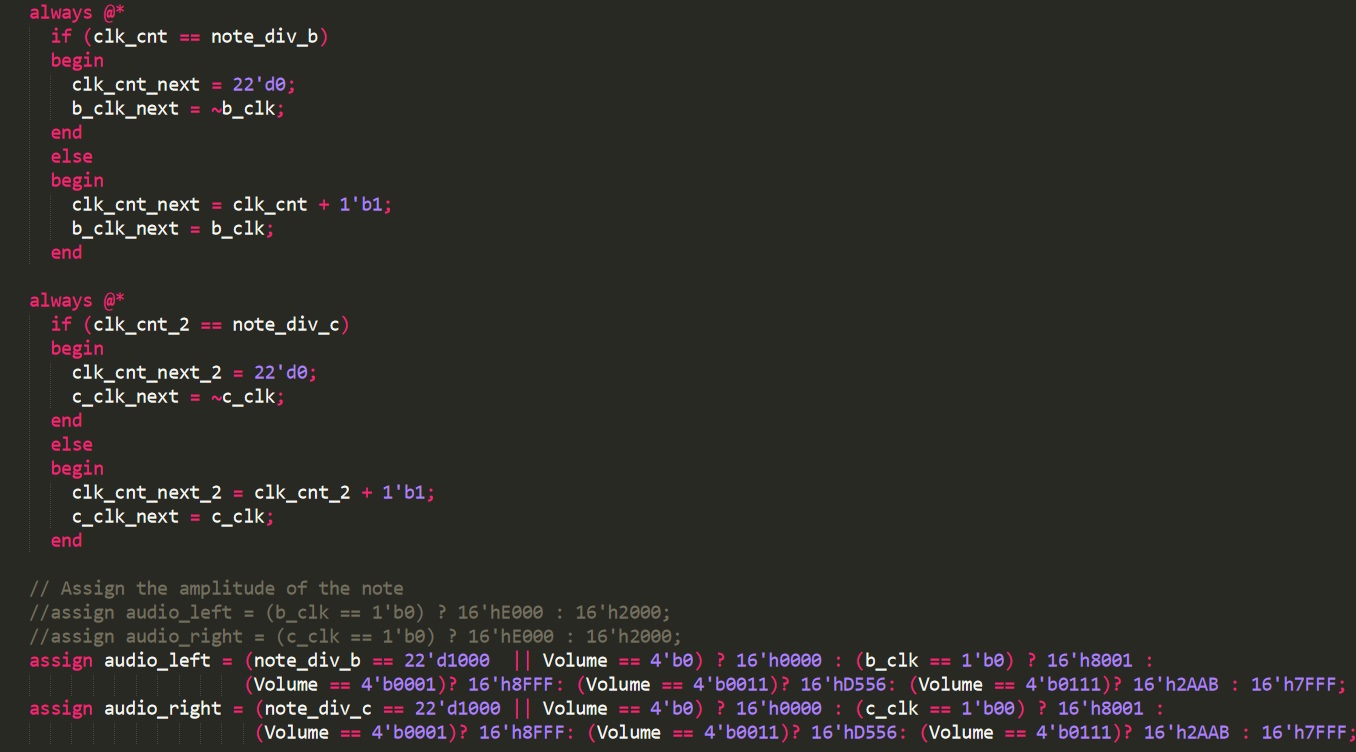 always @*
if (clk_cnt == note_div_b)
begin
clk_cnt_next = 22'd0;
b_clk_next = ~b_clk;
end
else
begin
clk_cnt_next = clk_cnt + 1'b1;
b_clk_next = b_clk;
end
always @*
if (clk_cnt_2 == note_div_c)
begin
clk_cnt_next_2 = 22'd0;
c_clk_next = ~c_clk;
end
else
begin
clk_cnt_next_2 = clk_cnt_2 + 1'b1;
c_clk_next = c_clk;
end
// Assign the amplitude of the note
//assign audio_left = (b_clk == 1'b0) ? 16'hE000 : 16'h2000;
//assign audio_right = (c_clk == 1'b0) ? 16'hE000 : 16'h2000;
assign audio_left = (note_div_b == 22'd1000  || Volume == 4'b0) ? 16'h0000 : (b_clk == 1'b0) ? 16'h8001 :
(Volume == 4'b0001)? 16'h8FFF: (Volume == 4'b0011)? 16'hD556: (Volume == 4'b0111)? 16'h2AAB : 16'h7FFF;
assign audio_right = (note_div_c == 22'd1000 || Volume == 4'b0) ? 16'h0000 : (c_clk == 1'b00) ? 16'h8001 :
(Volume == 4'b0001)? 16'h8FFF: (Volume == 4'b0011)? 16'hD556: (Volume == 4'b0111)? 16'h2AAB : 16'h7FFF;